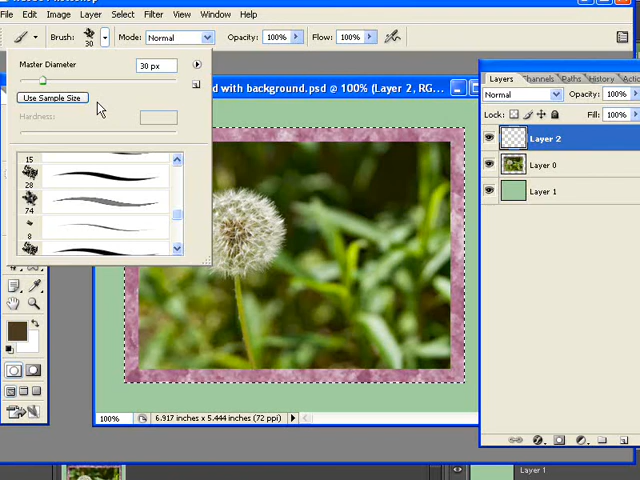 File Edit Image Layer Select Filter View Window Help
Brush: 30 Mode: Normal Opacity: 100% Flow: 100%
Master Diameter 30 px
Use Sample Size
Hardness:
15
28
74
8
d with background.psd @ 100% (Layer 2, RG...
100% 6.917 inches x 5.444 inches (72 ppi)
Layers Channels Paths History Actio
Normal Opacity: 100%
Lock: Fill: 100%
Layer 2
Layer 0
Layer 1
Layer 1